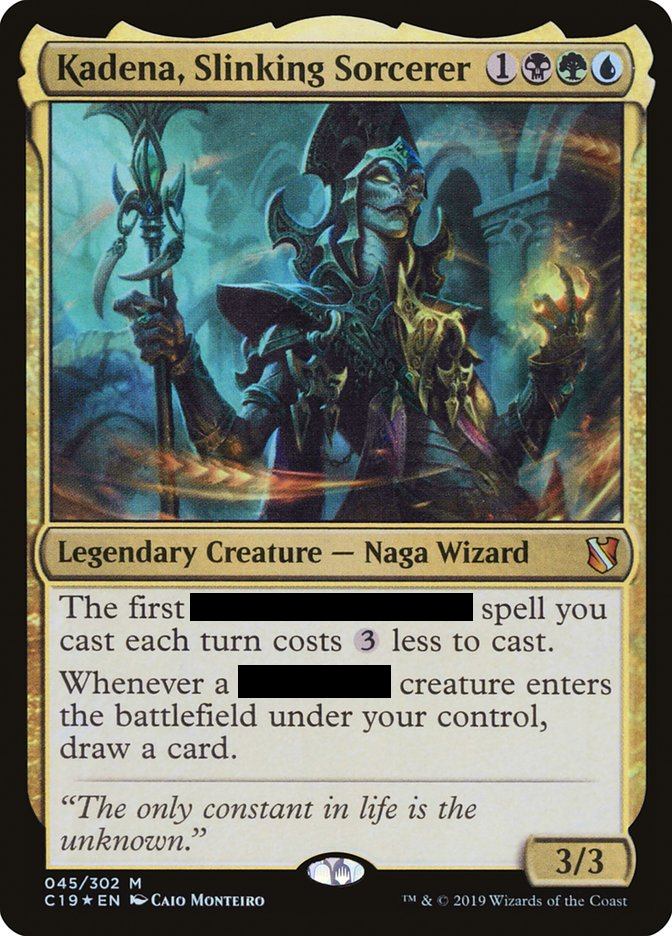 Kadena, Slinking Sorcerer 1
Legendary Creature — Naga Wizard
The first spell you
cast each turn costs 3 less to cast.
Whenever a creature enters
the battlefield under your control,
draw a card.
“The only constant in life is the
unknown.”
3/3
045/302 M
C19★EN Caio Monteiro
™ & © 2019 Wizards of the Coast